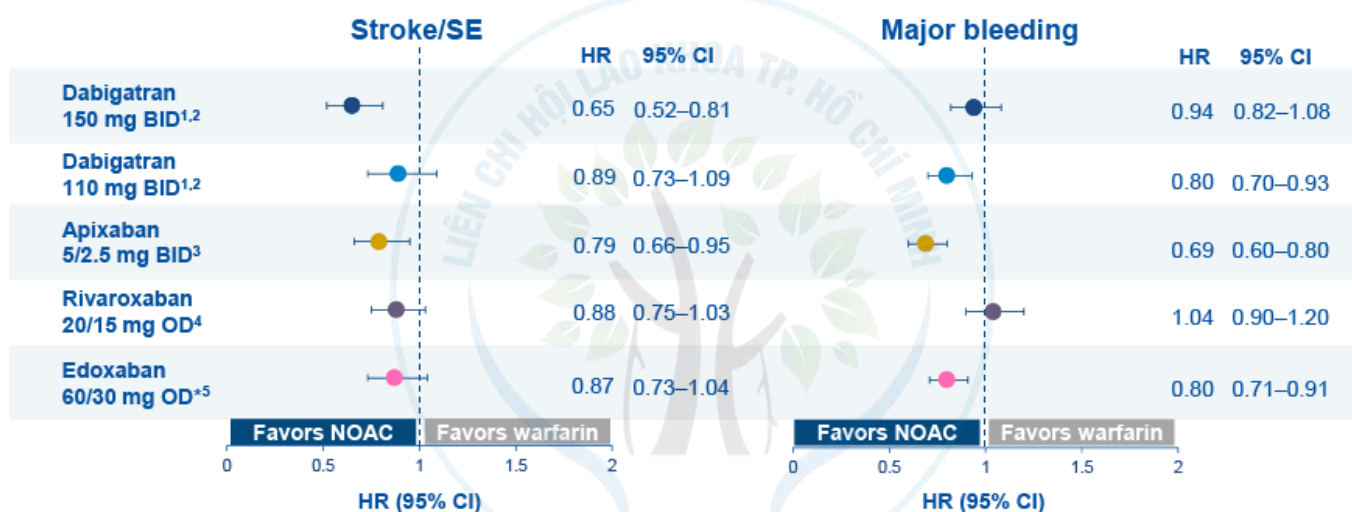 Stroke/SE
Major bleeding
HR 95% CI
HR 95% CI
Dabigatran
150 mg BID1,2
0.65 0.52–0.81
0.94 0.82–1.08
Dabigatran
110 mg BID1,2
0.89 0.73–1.09
0.80 0.70–0.93
Apixaban
5/2.5 mg BID3
0.79 0.66–0.95
0.69 0.60–0.80
Rivaroxaban
20/15 mg OD4
0.88 0.75–1.03
1.04 0.90–1.20
Edoxaban
60/30 mg OD*5
0.87 0.73–1.04
0.80 0.71–0.91
Favors NOAC Favors warfarin
Favors NOAC Favors warfarin
0 0.5 1 1.5 2
0 0.5 1 1.5 2
HR (95% CI)
HR (95% CI)
LIÊN CHI HỘI LÃO KHOA TP. HỒ CHÍ MINH